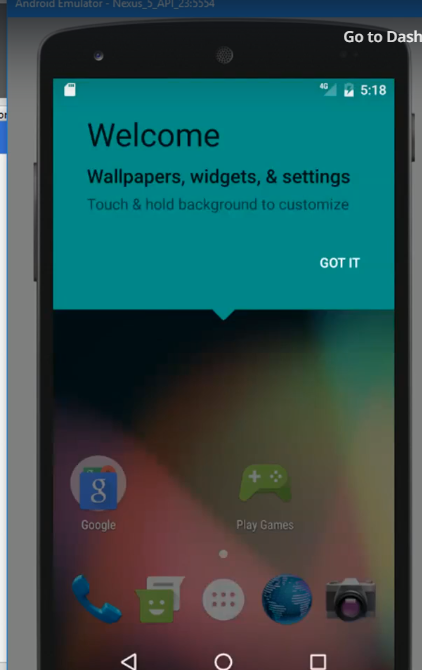 Android Emulator - Nexus_5_API_23:5554
Go to Dash
4G 5:18
Welcome
Wallpapers, widgets, & settings
Touch & hold background to customize
GOT IT
g
Google
Play Games